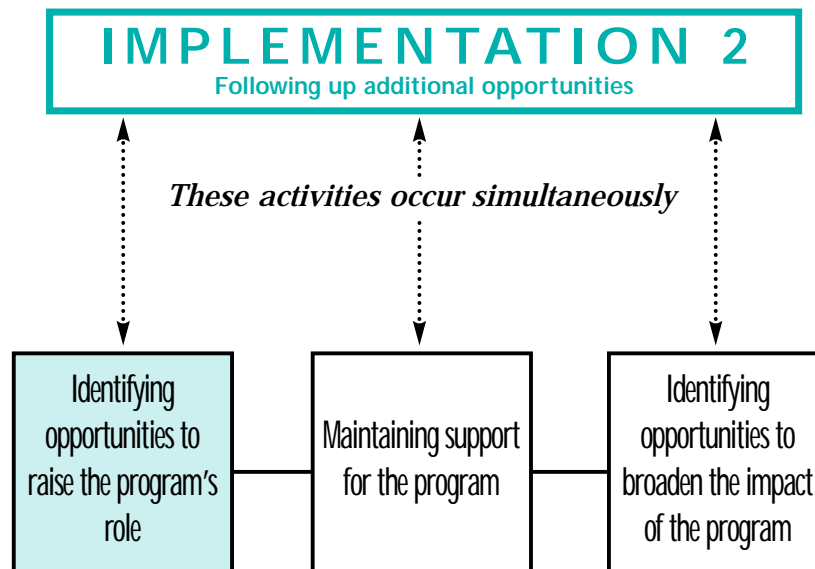 IMPLEMENTATION 2
Following up additional opportunities
These activities occur simultaneously
Identifying
opportunities to
raise the program's
role
Maintaining support
for the program
Identifying
opportunities to
broaden the impact
of the program